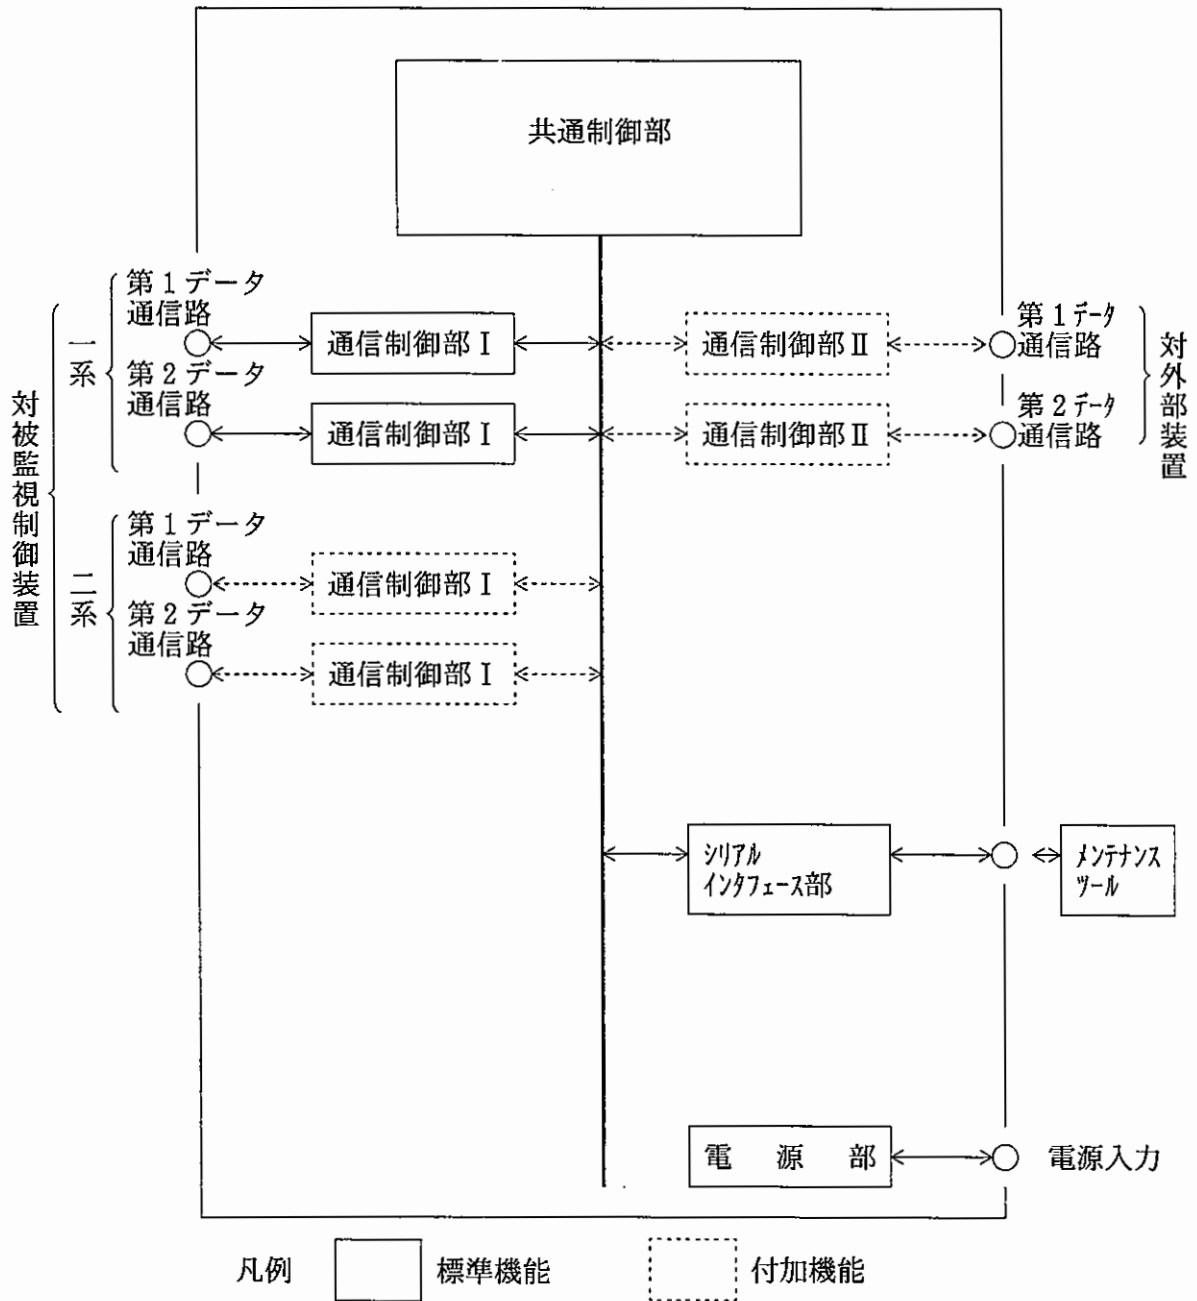 共通制御部
対被監視制御装置
一系
第1データ
通信路
通信制御部Ⅰ
第2データ
通信路
通信制御部Ⅰ
二系
第1データ
通信路
通信制御部Ⅰ
第2データ
通信路
通信制御部Ⅰ
通信制御部Ⅱ
第1データ
通信路
通信制御部Ⅱ
第2データ
通信路
対外部装置
シリアル
インタフェース部
メンテナンス
ツール
電源部
電源入力
凡例
標準機能
付加機能